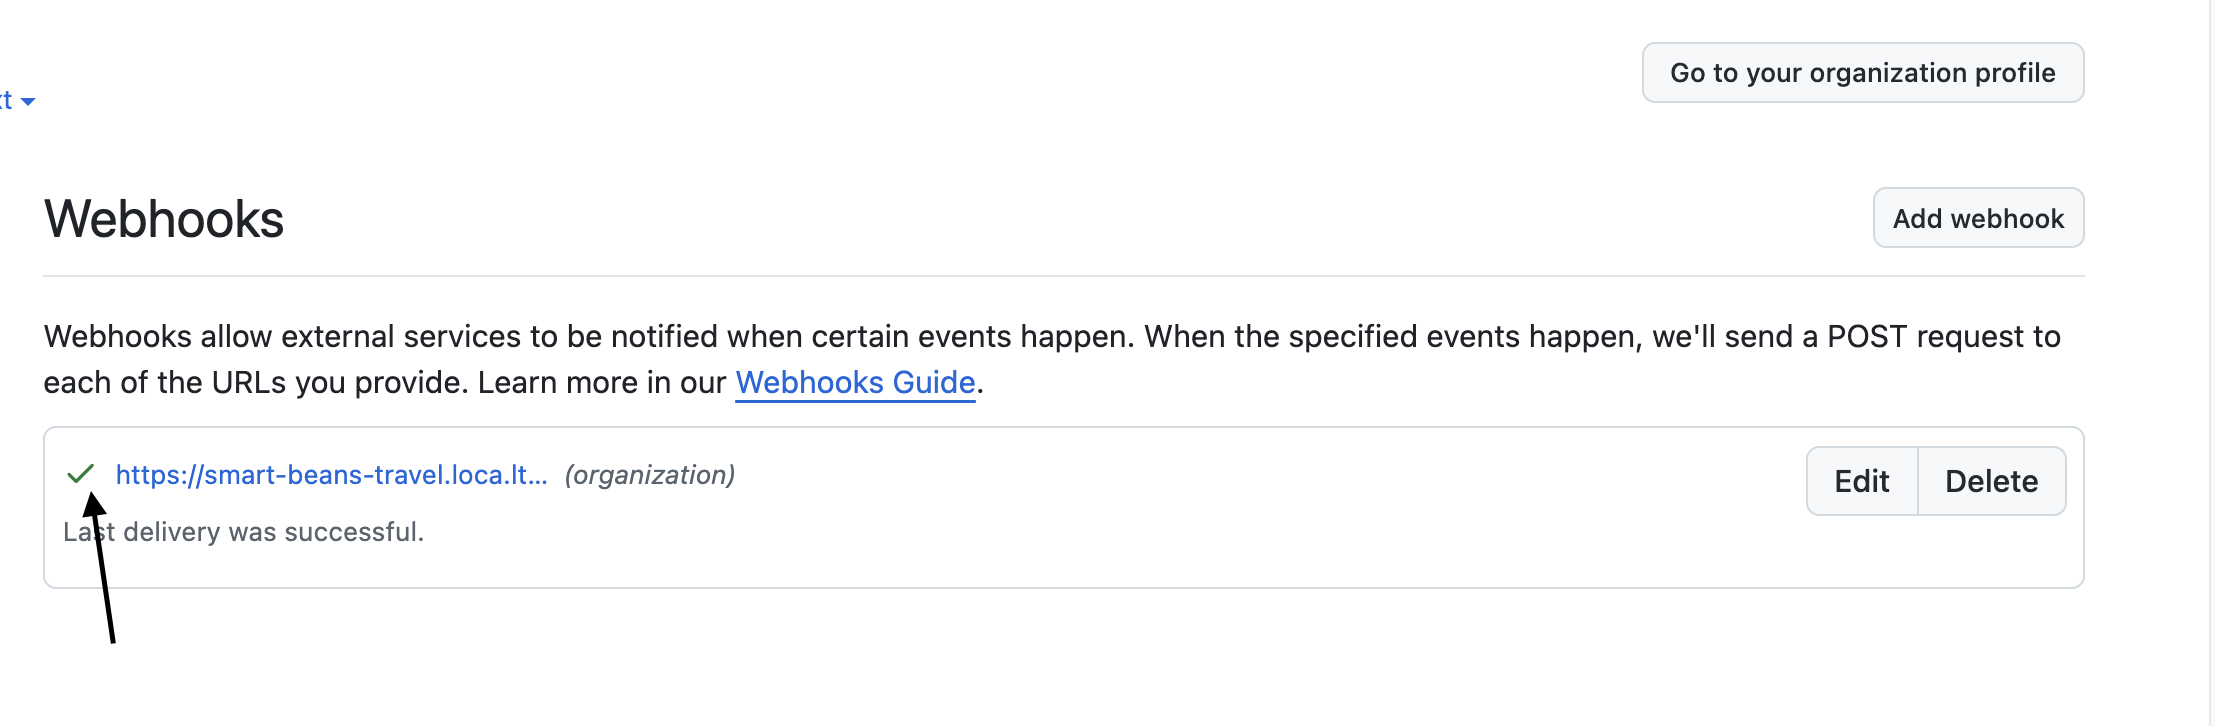 Go to your organization profile
xt
Webhooks
Add webhook
Webhooks allow external services to be notified when certain events happen. When the specified events happen, we'll send a POST request to
each of the URLs you provide. Learn more in our Webhooks Guide.
https://smart-beans-travel.loca.lt... (organization)
Edit
Delete
Last delivery was successful.